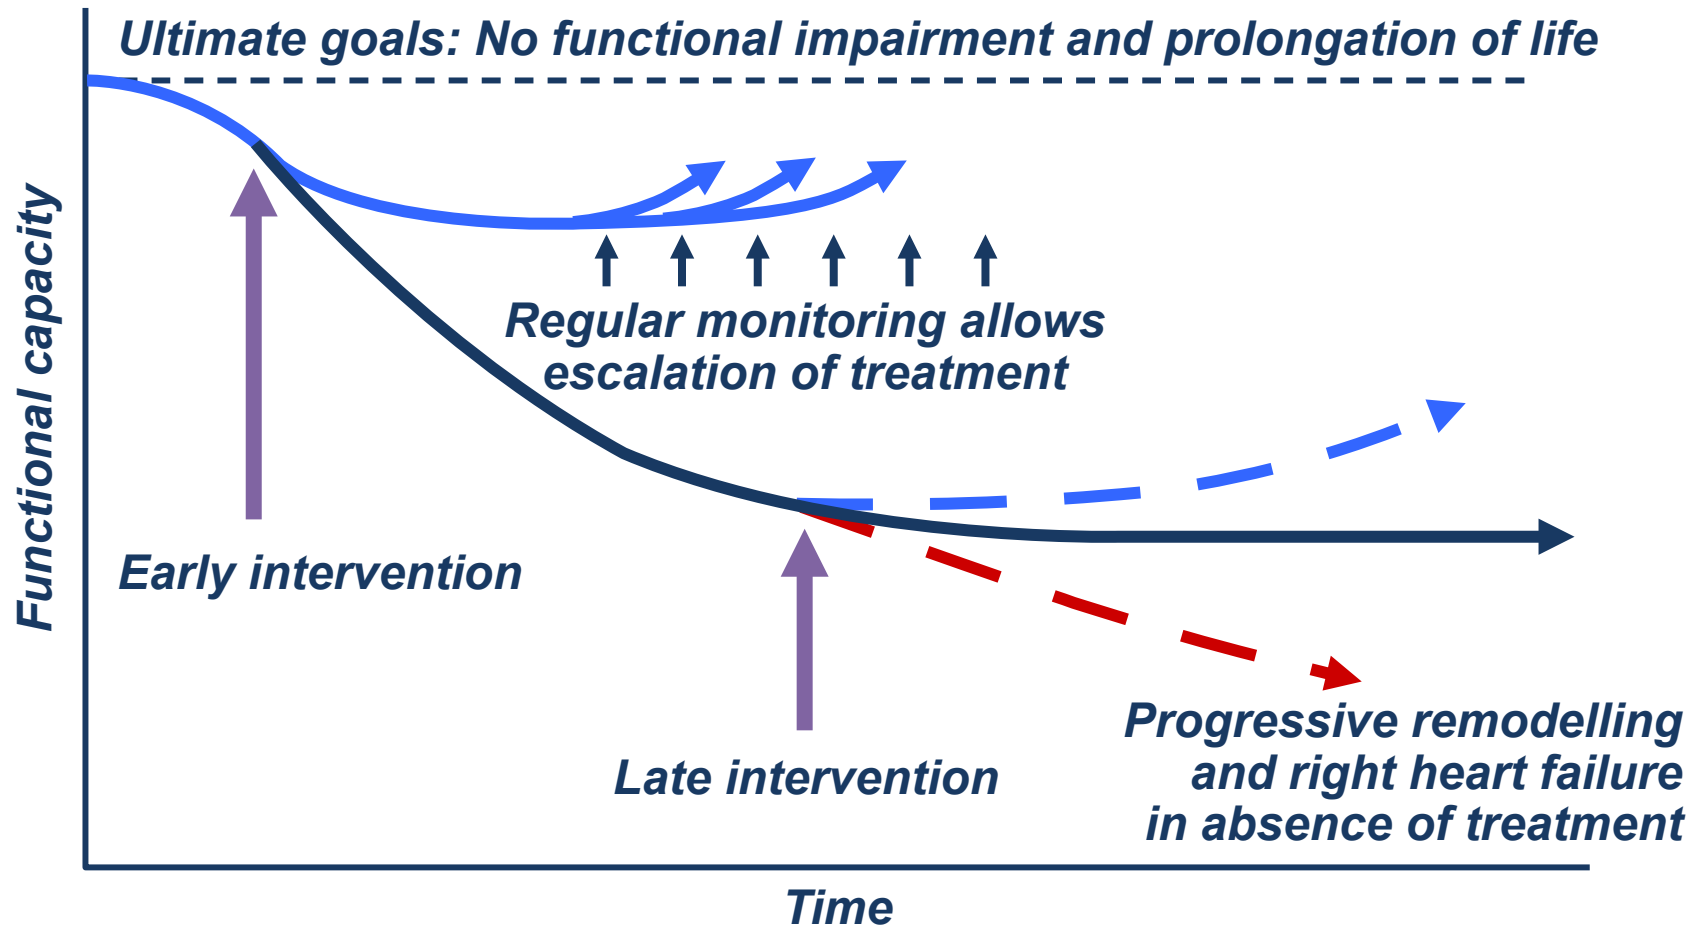 Ultimate goals: No functional impairment and prolongation of life
Functional capacity
Regular monitoring allows
escalation of treatment
Early intervention
Late intervention
Progressive remodelling
and right heart failure
in absence of treatment
Time